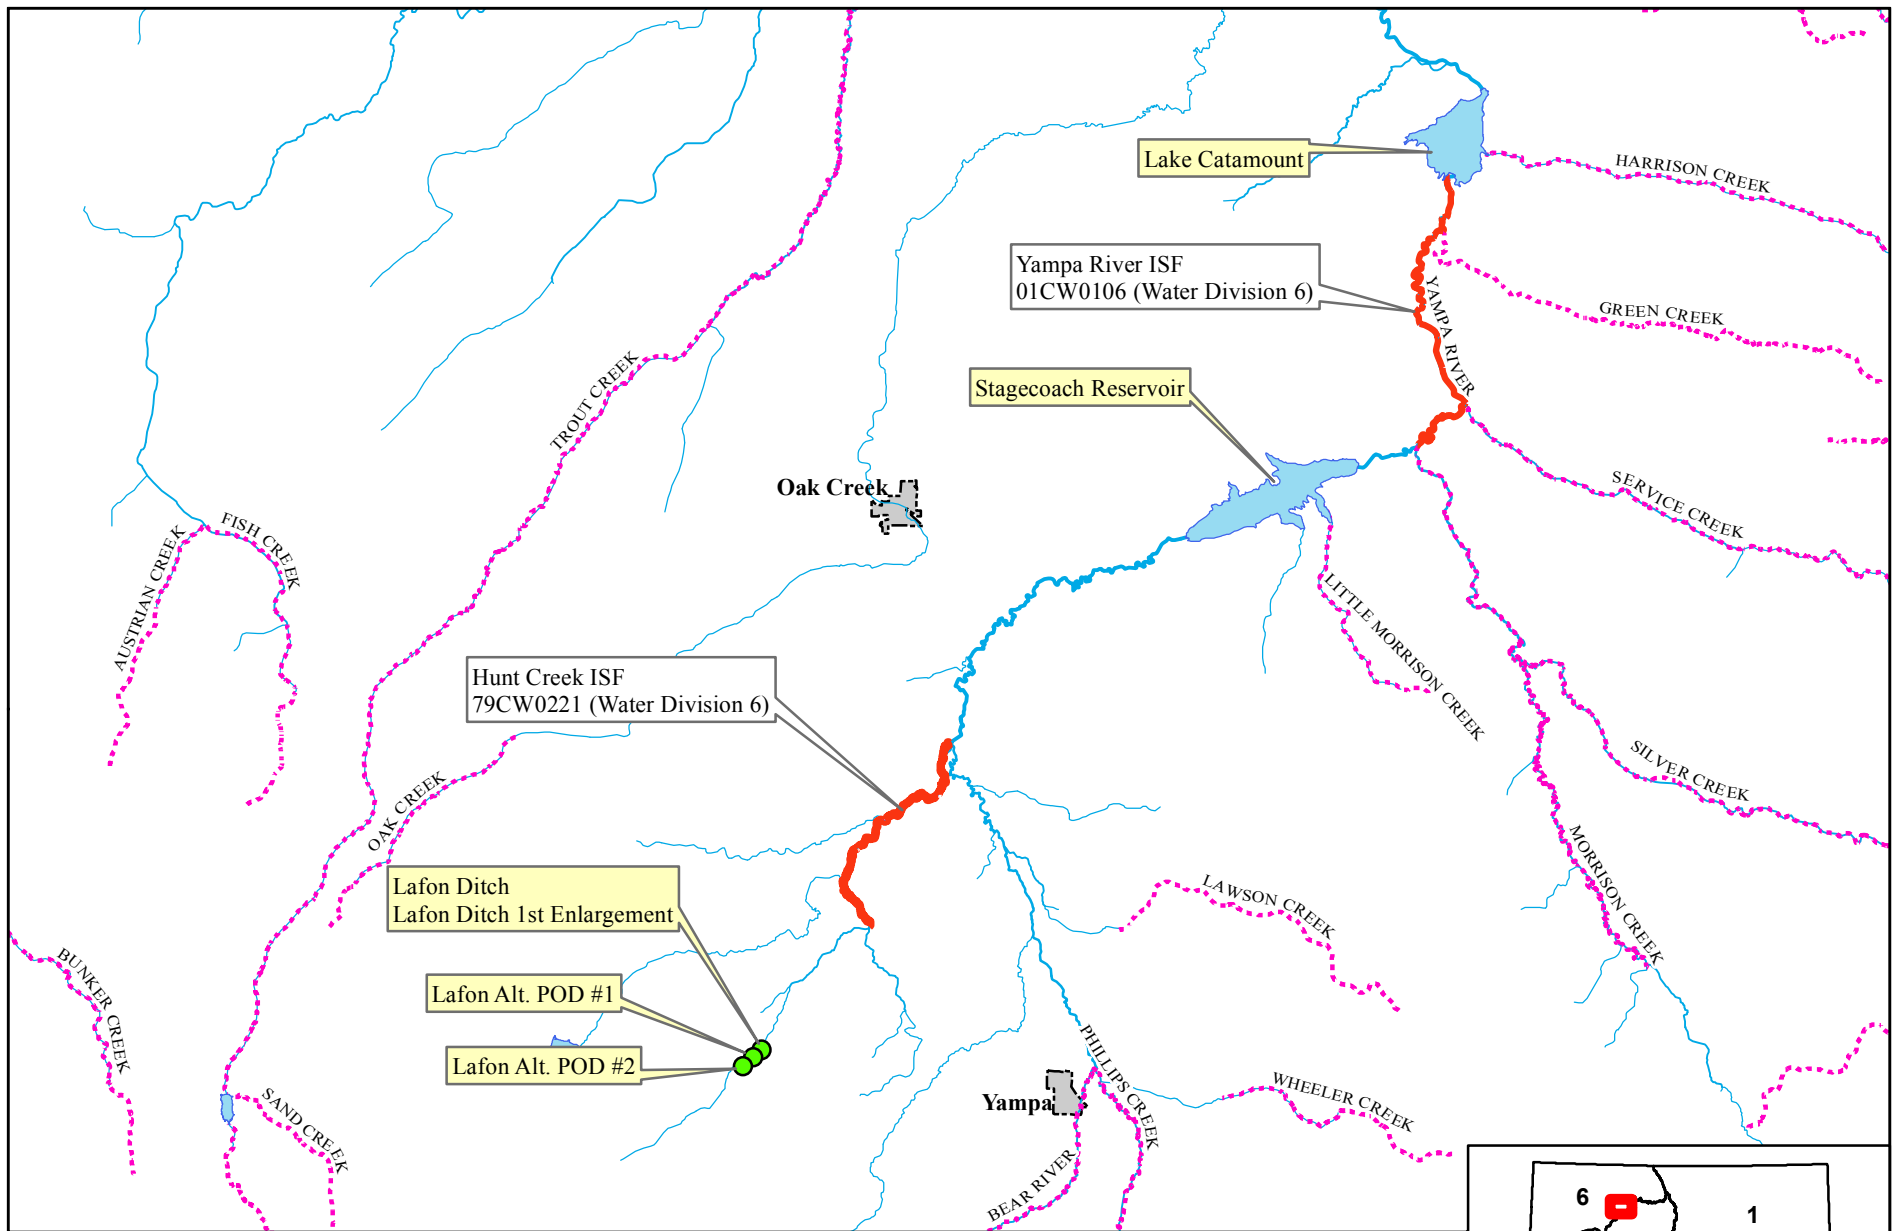 Lake Catamount
HARRISON CREEK
Yampa River ISF
01CW0106 (Water Division 6)
YAMPA RIVER
GREEN CREEK
TROUT CREEK
Stagecoach Reservoir
Oak Creek
SERVICE CREEK
FISH CREEK
AUSTRIAN CREEK
LITTLE MORRISON CREEK
Hunt Creek ISF
79CW0221 (Water Division 6)
SILVER CREEK
OAK CREEK
MORRISON CREEK
Lafon Ditch
Lafon Ditch 1st Enlargement
LAWSON CREEK
BUNKER CREEK
Lafon Alt. POD #1
Lafon Alt. POD #2
PHILLIPS CREEK
Yampa
WHEELER CREEK
SAND CREEK
BEAR RIVER
6
1